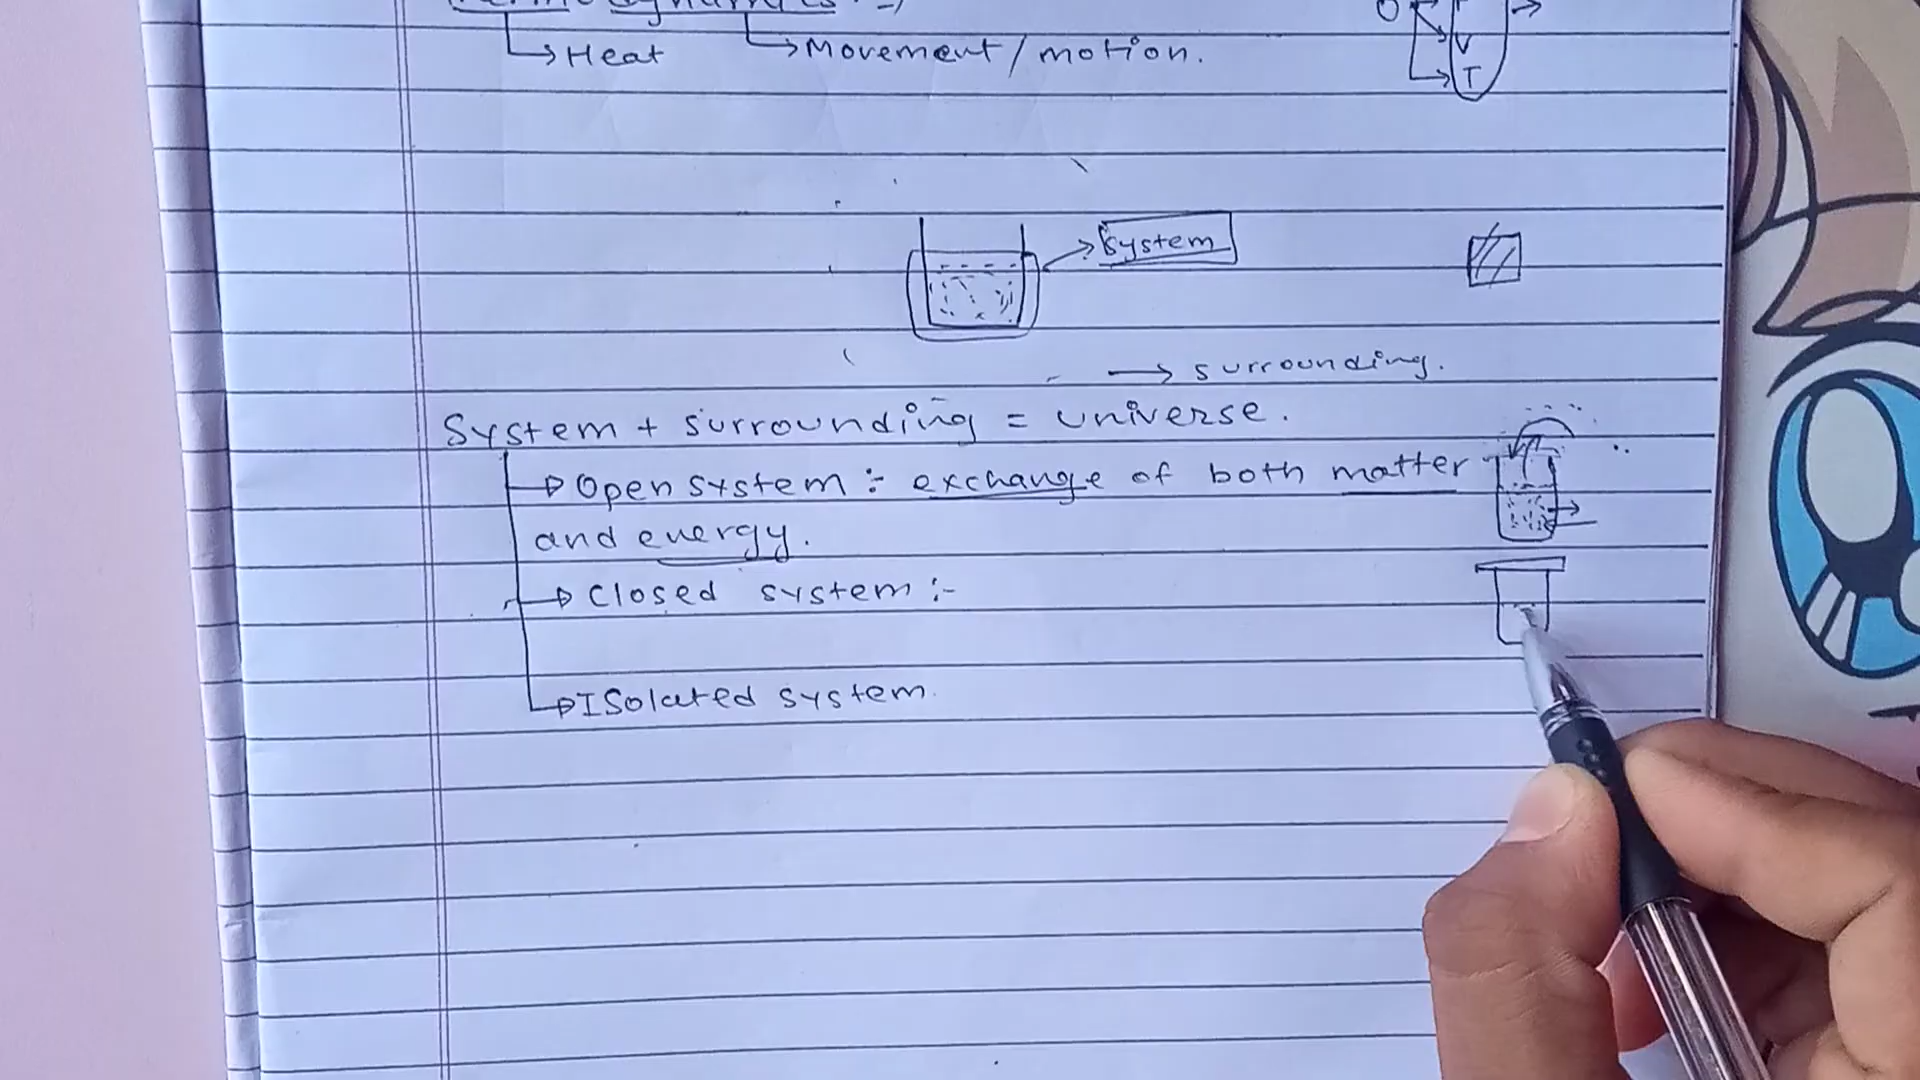 → Heat → Movement / motion.
V
T
→ System
→ surrounding.
System + surrounding = universe.
→ Open system :- exchange of both matter
and energy.
→ Closed system :-
→ Isolated system.